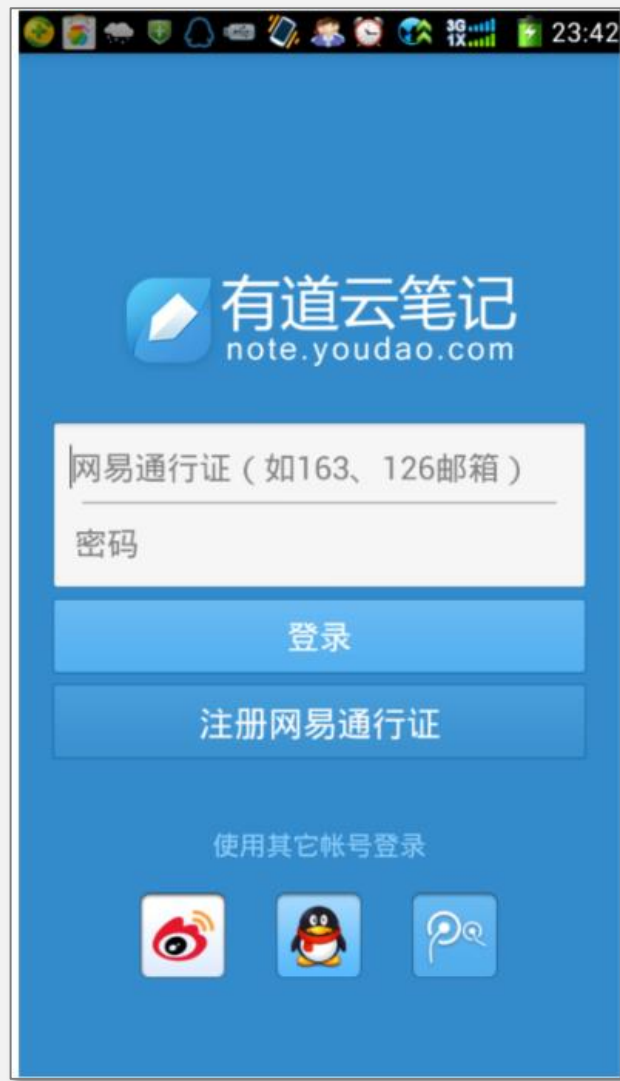 3G
1X
23:42
有道云笔记
note.youdao.com
网易通行证（如163、126邮箱）
密码
登录
注册网易通行证
使用其它帐号登录